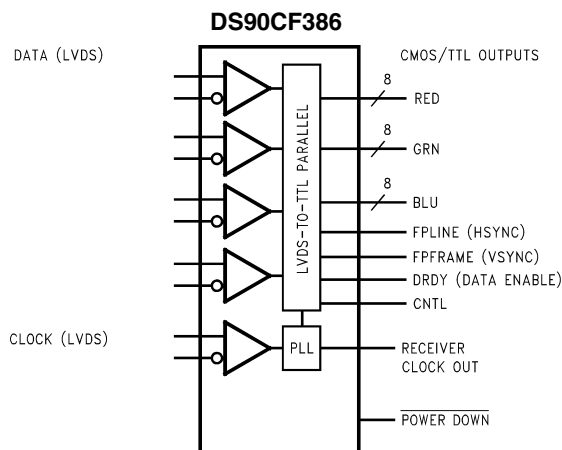 DS90CF386
DATA (LVDS)
CMOS/TTL OUTPUTS
LVDS-TO-TTL PARALLEL
8
RED
8
GRN
8
BLU
FPLINE (HSYNC)
FPFRAME (VSYNC)
DRDY (DATA ENABLE)
CNTL
CLOCK (LVDS)
PLL
RECEIVER
CLOCK OUT
POWER DOWN